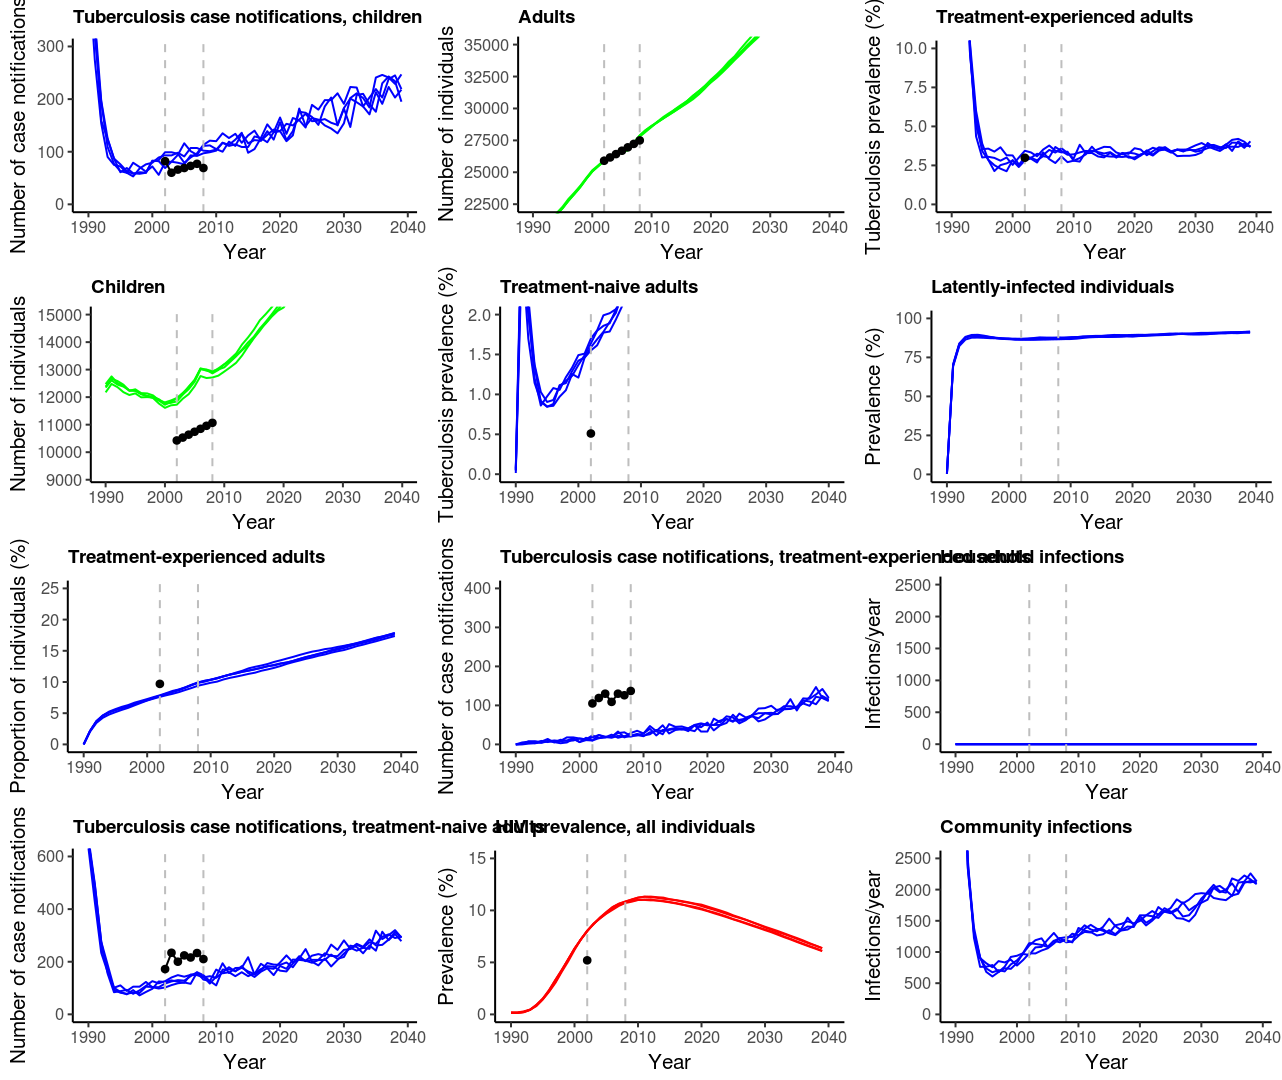 Tuberculosis case notifications, children
Number of case notifications
300
200
100
0
1990 2000 2010 2020 2030 2040
Year
Adults
Number of individuals
35000
32500
30000
27500
25000
22500
1990 2000 2010 2020 2030 2040
Year
Treatment-experienced adults
Tuberculosis prevalence (%)
10.0
7.5
5.0
2.5
0.0
1990 2000 2010 2020 2030 2040
Year
Children
Number of individuals
15000
14000
13000
12000
11000
10000
9000
1990 2000 2010 2020 2030 2040
Year
Treatment-naive adults
Tuberculosis prevalence (%)
2.0
1.5
1.0
0.5
0.0
1990 2000 2010 2020 2030 2040
Year
Latently-infected individuals
Prevalence (%)
100
75
50
25
0
1990 2000 2010 2020 2030 2040
Year
Treatment-experienced adults
Proportion of individuals (%)
25
20
15
10
5
0
1990 2000 2010 2020 2030 2040
Year
Tuberculosis case notifications, treatment-experienced adults
Number of case notifications
400
300
200
100
0
1990 2000 2010 2020 2030 2040
Year
Household infections
Infections/year
2500
2000
1500
1000
500
0
1990 2000 2010 2020 2030 2040
Year
Tuberculosis case notifications, treatment-naive adults
Number of case notifications
600
400
200
0
1990 2000 2010 2020 2030 2040
Year
HIV prevalence, all individuals
Prevalence (%)
15
10
5
0
1990 2000 2010 2020 2030 2040
Year
Community infections
Infections/year
2500
2000
1500
1000
500
0
1990 2000 2010 2020 2030 2040
Year